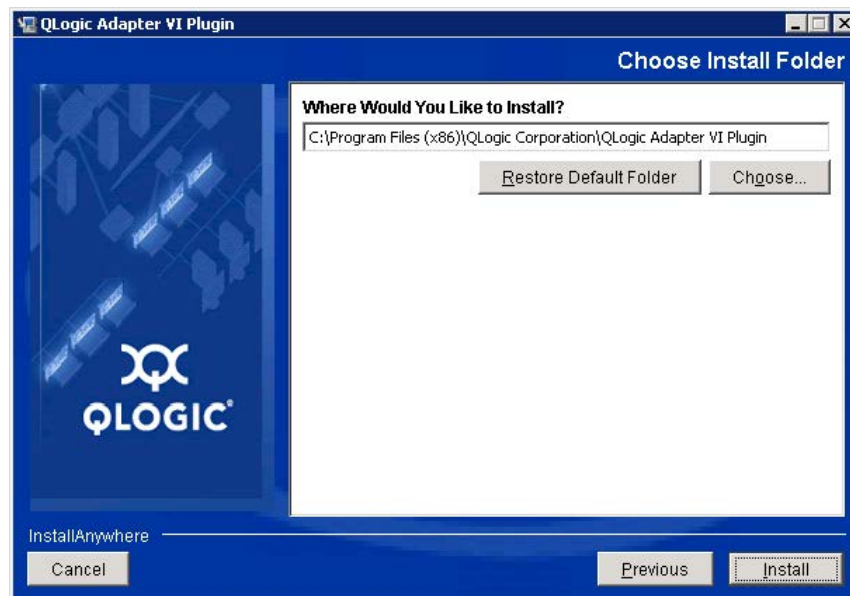 QLogic Adapter VI Plugin
Choose Install Folder
Where Would You Like to Install?
C:\Program Files (x86)\QLogic Corporation\QLogic Adapter VI Plugin
Restore Default Folder
Choose...
QLOGIC®
InstallAnywhere
Cancel
Previous
Install